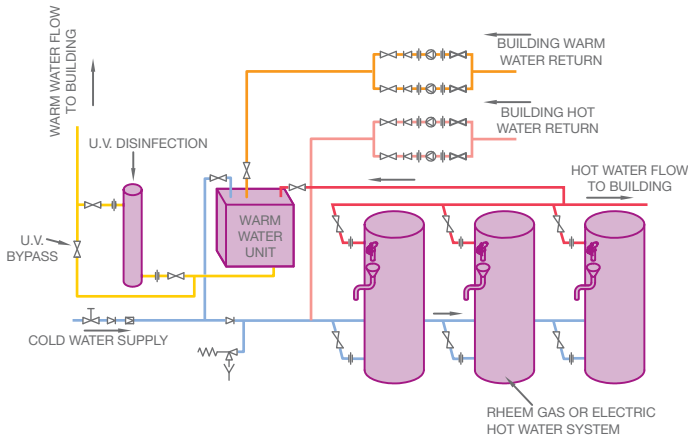 WARM WATER FLOW
TO BUILDING
BUILDING WARM
WATER RETURN
BUILDING HOT
WATER RETURN
U.V. DISINFECTION
HOT WATER FLOW
TO BUILDING
WARM
WATER
UNIT
U.V.
BYPASS
COLD WATER SUPPLY
RHEEM GAS OR ELECTRIC
HOT WATER SYSTEM